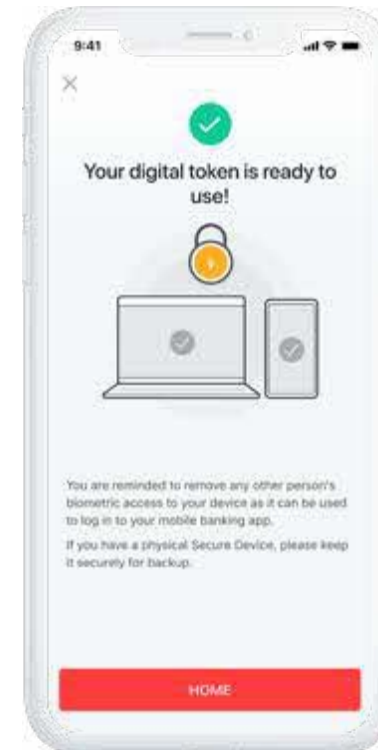 9:41
Your digital token is ready to
use!
You are reminded to remove any other person's
biometric access to your device as it can be used
to log in to your mobile banking app.
If you have a physical Secure Device, please keep
it securely for backup.
HOME